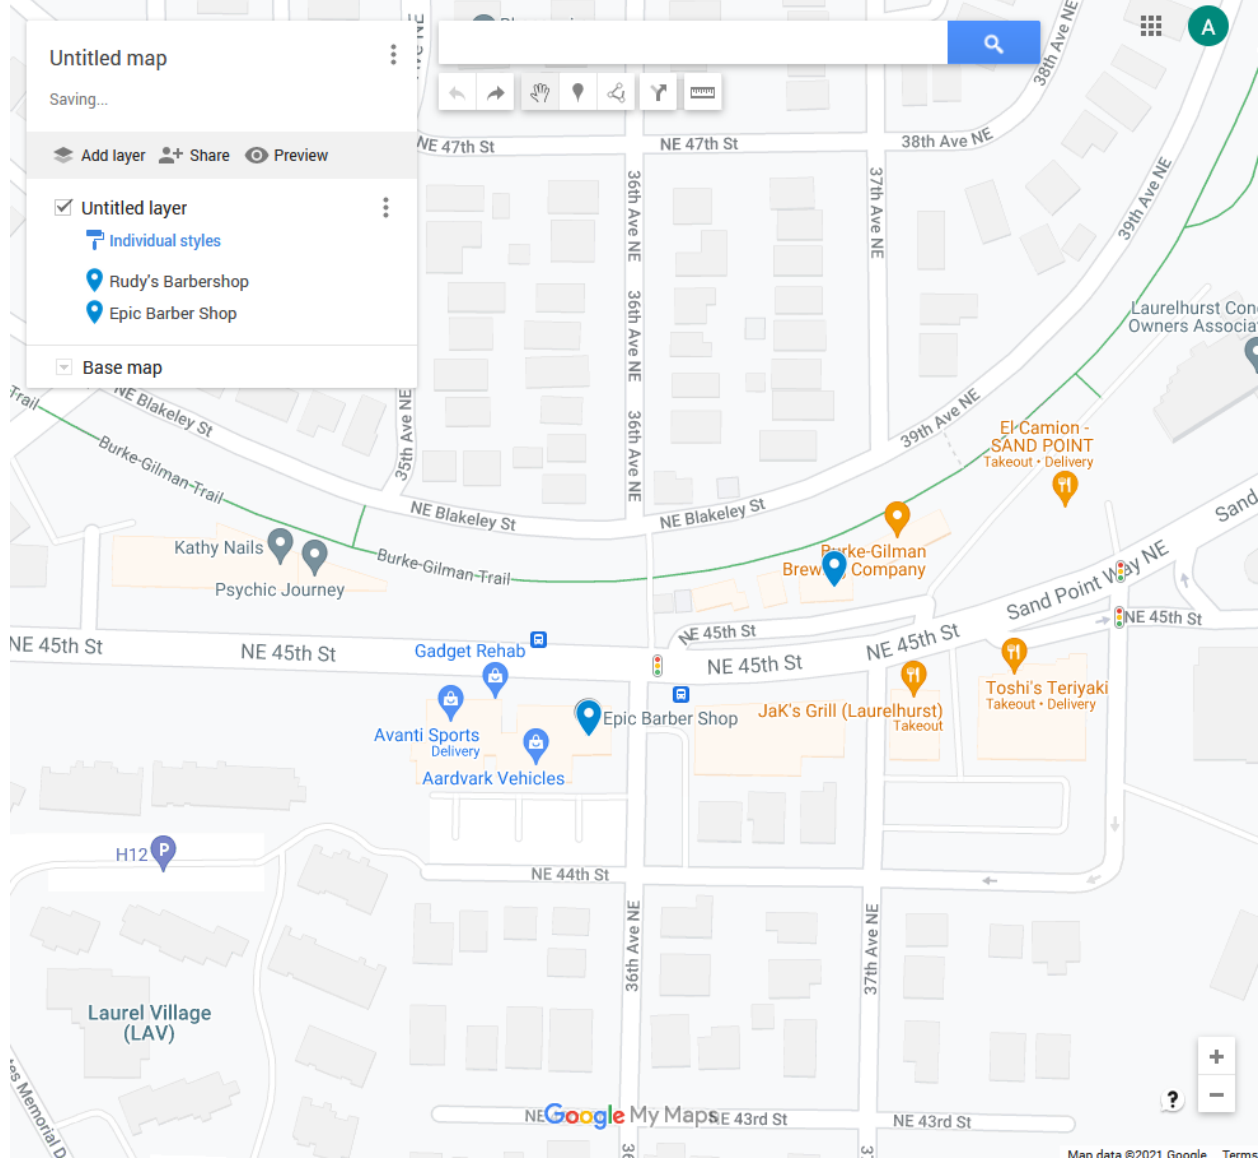 Untitled map
Saving...
Add layer
Share
Preview
Untitled layer
Individual styles
Rudy's Barbershop
Epic Barber Shop
Base map
A
38th Ave NE
NE 47th St
NE 47th St
38th Ave NE
36th Ave NE
37th Ave NE
39th Ave NE
36th Ave NE
Laurelhurst Con
Owners Associa
Trail
NE Blakeley St
35th Ave NE
36th Ave NE
39th Ave NE
El Camion -
SAND POINT
Takeout • Delivery
Burke-Gilman Trail
NE Blakeley St
NE Blakeley St
Sand
Kathy Nails
Psychic Journey
Burke-Gilman-Trail
Burke-Gilman
Brewing Company
Sand Point Way NE
NE 45th St
NE 45th St
NE 45th St
NE 45th St
NE 45th St
NE 45th St
Gadget Rehab
Avanti Sports
Delivery
Epic Barber Shop
JaK's Grill (Laurelhurst)
Takeout
Toshi's Teriyaki
Takeout • Delivery
Aardvark Vehicles
H12
P
NE 44th St
36th Ave NE
37th Ave NE
Laurel Village
(LAV)
es Memorial D
Google My Maps
NE 43rd St
NE 43rd St
+
−
?
Map data ©2021 Google
Terms